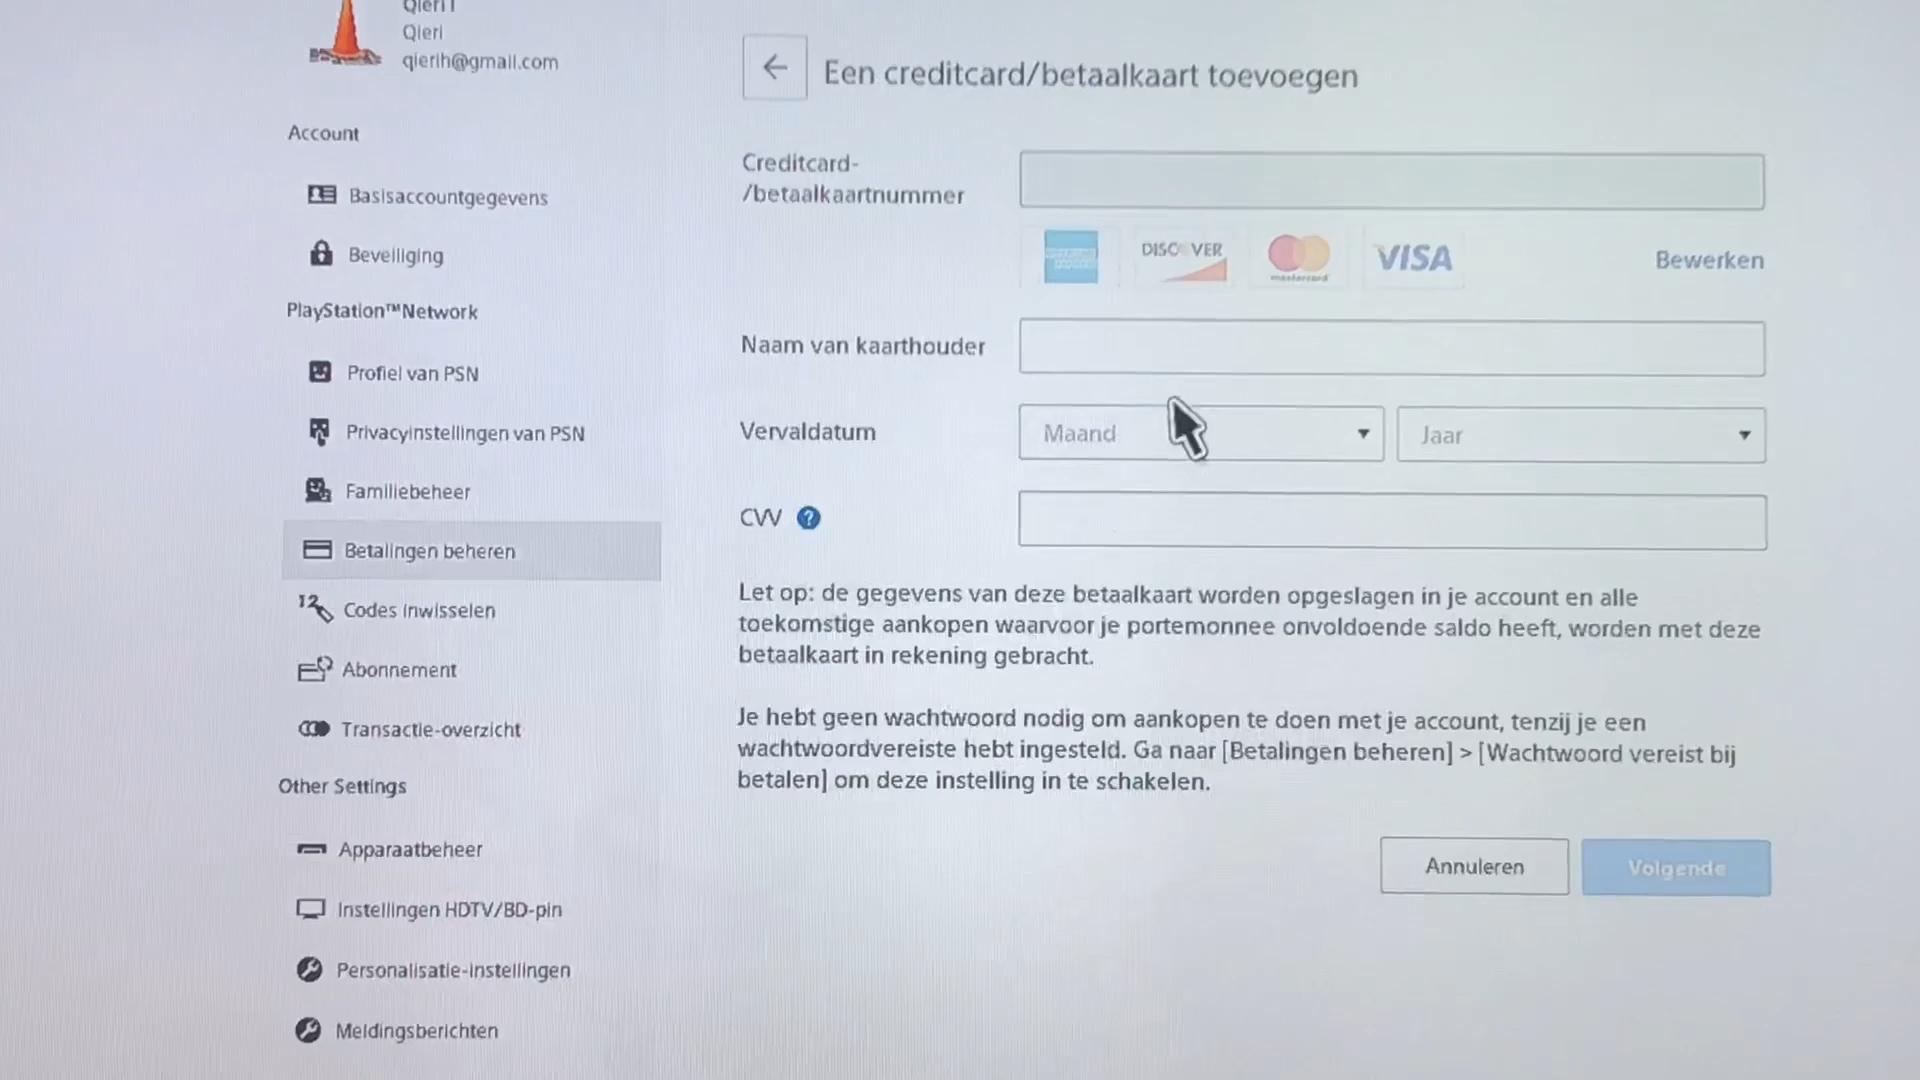 Qieri
qierih@gmail.com
Account
Basisaccountgegevens
Beveiliging
PlayStation™Network
Profiel van PSN
Privacyinstellingen van PSN
Familiebeheer
Betalingen beheren
Codes inwisselen
Abonnement
Transactie-overzicht
Other Settings
Apparaatbeheer
Instellingen HDTV/BD-pin
Personalisatie-instellingen
Meldingsberichten
Een creditcard/betaalkaart toevoegen
Creditcard-
/betaalkaartnummer
DISCOVER
mastercard
VISA
Bewerken
Naam van kaarthouder
Vervaldatum
Maand
Jaar
CVV
?
Let op: de gegevens van deze betaalkaart worden opgeslagen in je account en alle
toekomstige aankopen waarvoor je portemonnee onvoldoende saldo heeft, worden met deze
betaalkaart in rekening gebracht.
Je hebt geen wachtwoord nodig om aankopen te doen met je account, tenzij je een
wachtwoordvereiste hebt ingesteld. Ga naar [Betalingen beheren] > [Wachtwoord vereist bij
betalen] om deze instelling in te schakelen.
Annuleren
Volgende